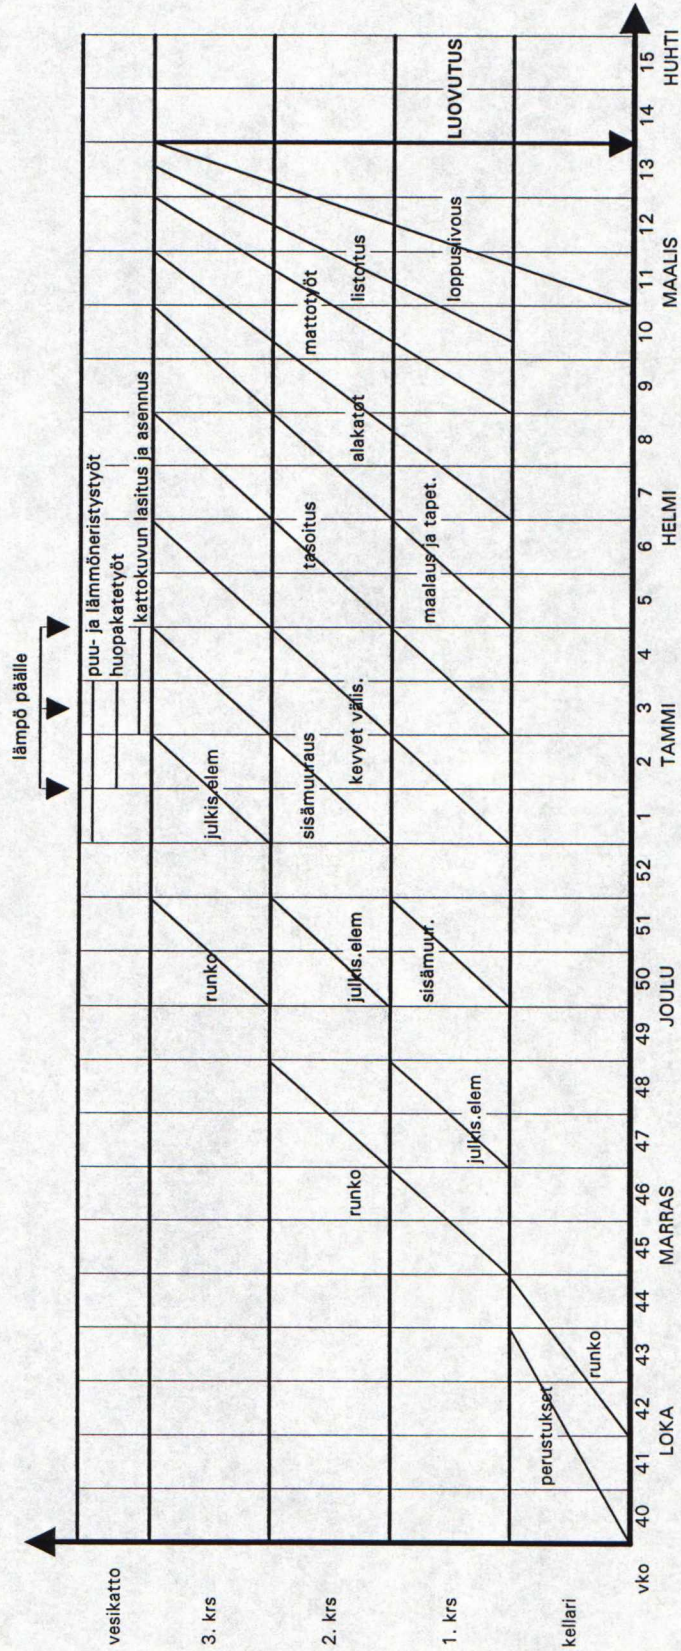 lämpö päälle
vesikatto
puu- ja lämmöneristystyöt
huopakatetyöt
kattokuvun lasitus ja asennus
3. krs
runko
julkis.elem
2. krs
runko
julkis.elem
sisämuuraus
kevyet välis.
tasoitus
alakatot
mattotyöt
listoitus
1. krs
julkis.elem
sisämuur.
maalaus ja tapet.
loppusiivous
LUOVUTUS
kellari
perustukset
runko
vko 40 41 42 43 44 45 46 47 48 49 50 51 52 1 2 3 4 5 6 7 8 9 10 11 12 13 14 15
LOKA MARRAS JOULU TAMMI HELMI MAALIS HUHTI